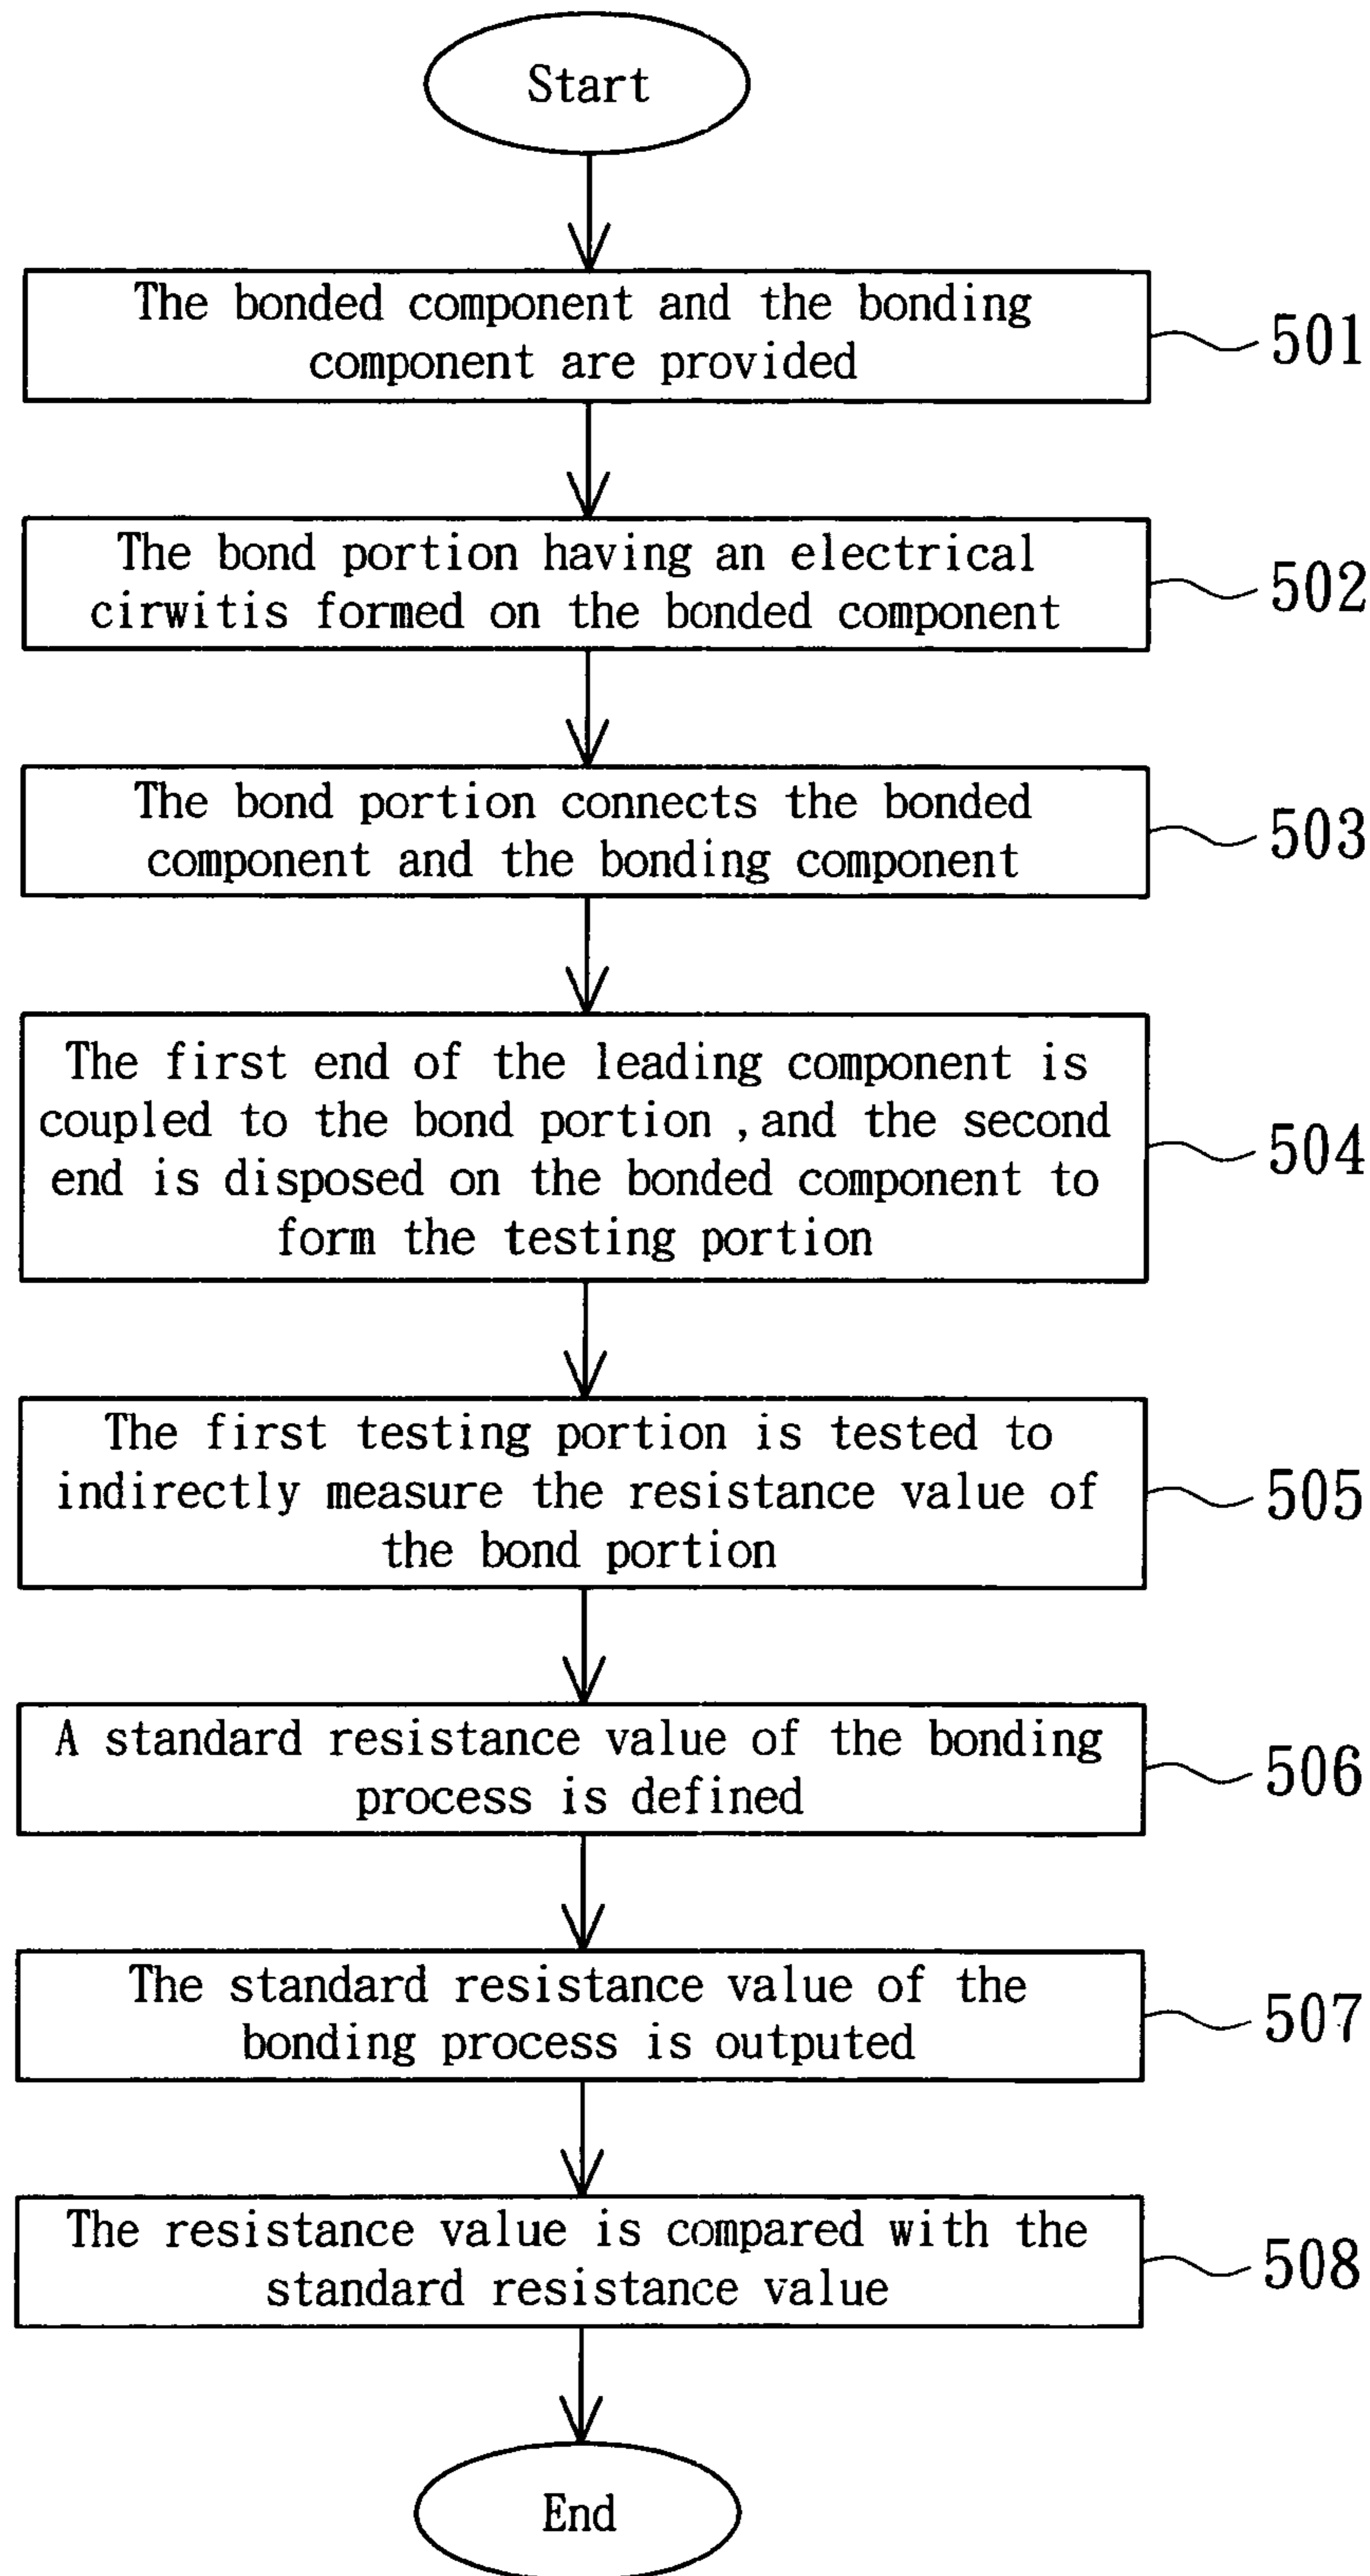 Start
The bonded component and the bonding
component are provided
501
The bond portion having an electrical
cirwitis formed on the bonded component
502
The bond portion connects the bonded
component and the bonding component
503
The first end of the leading component is
coupled to the bond portion ,and the second
end is disposed on the bonded component to
form the testing portion
504
The first testing portion is tested to
indirectly measure the resistance value of
the bond portion
505
A standard resistance value of the bonding
process is defined
506
The standard resistance value of the
bonding process is outputed
507
The resistance value is compared with the
standard resistance value
508
End